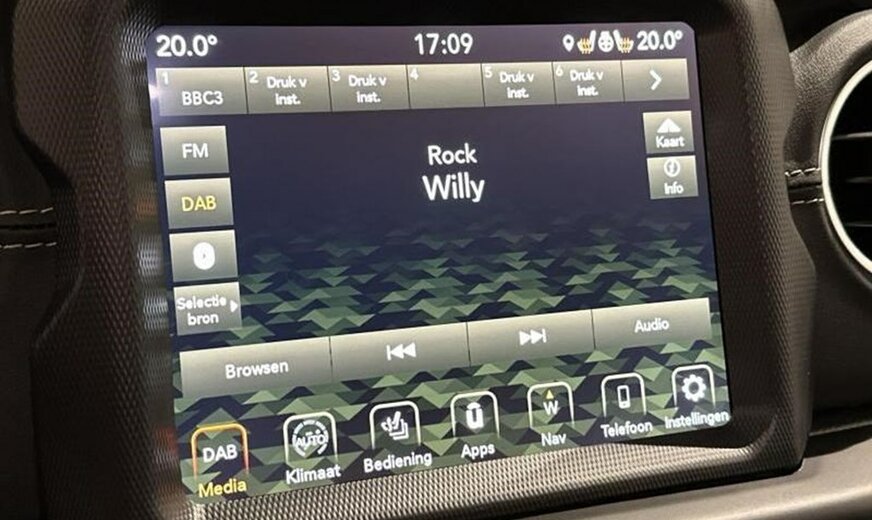 20.0° 17:09 20.0°
1 2 Druk v 3 Druk v 4 5 Druk v 6 Druk v
BBC3 inst. inst. inst. inst.
FM
Kaart
Rock
Willy
Info
DAB
Selectie
bron
Browsen Audio
DAB AUTO W
Media Klimaat Bediening Apps Nav Telefoon Instellingen